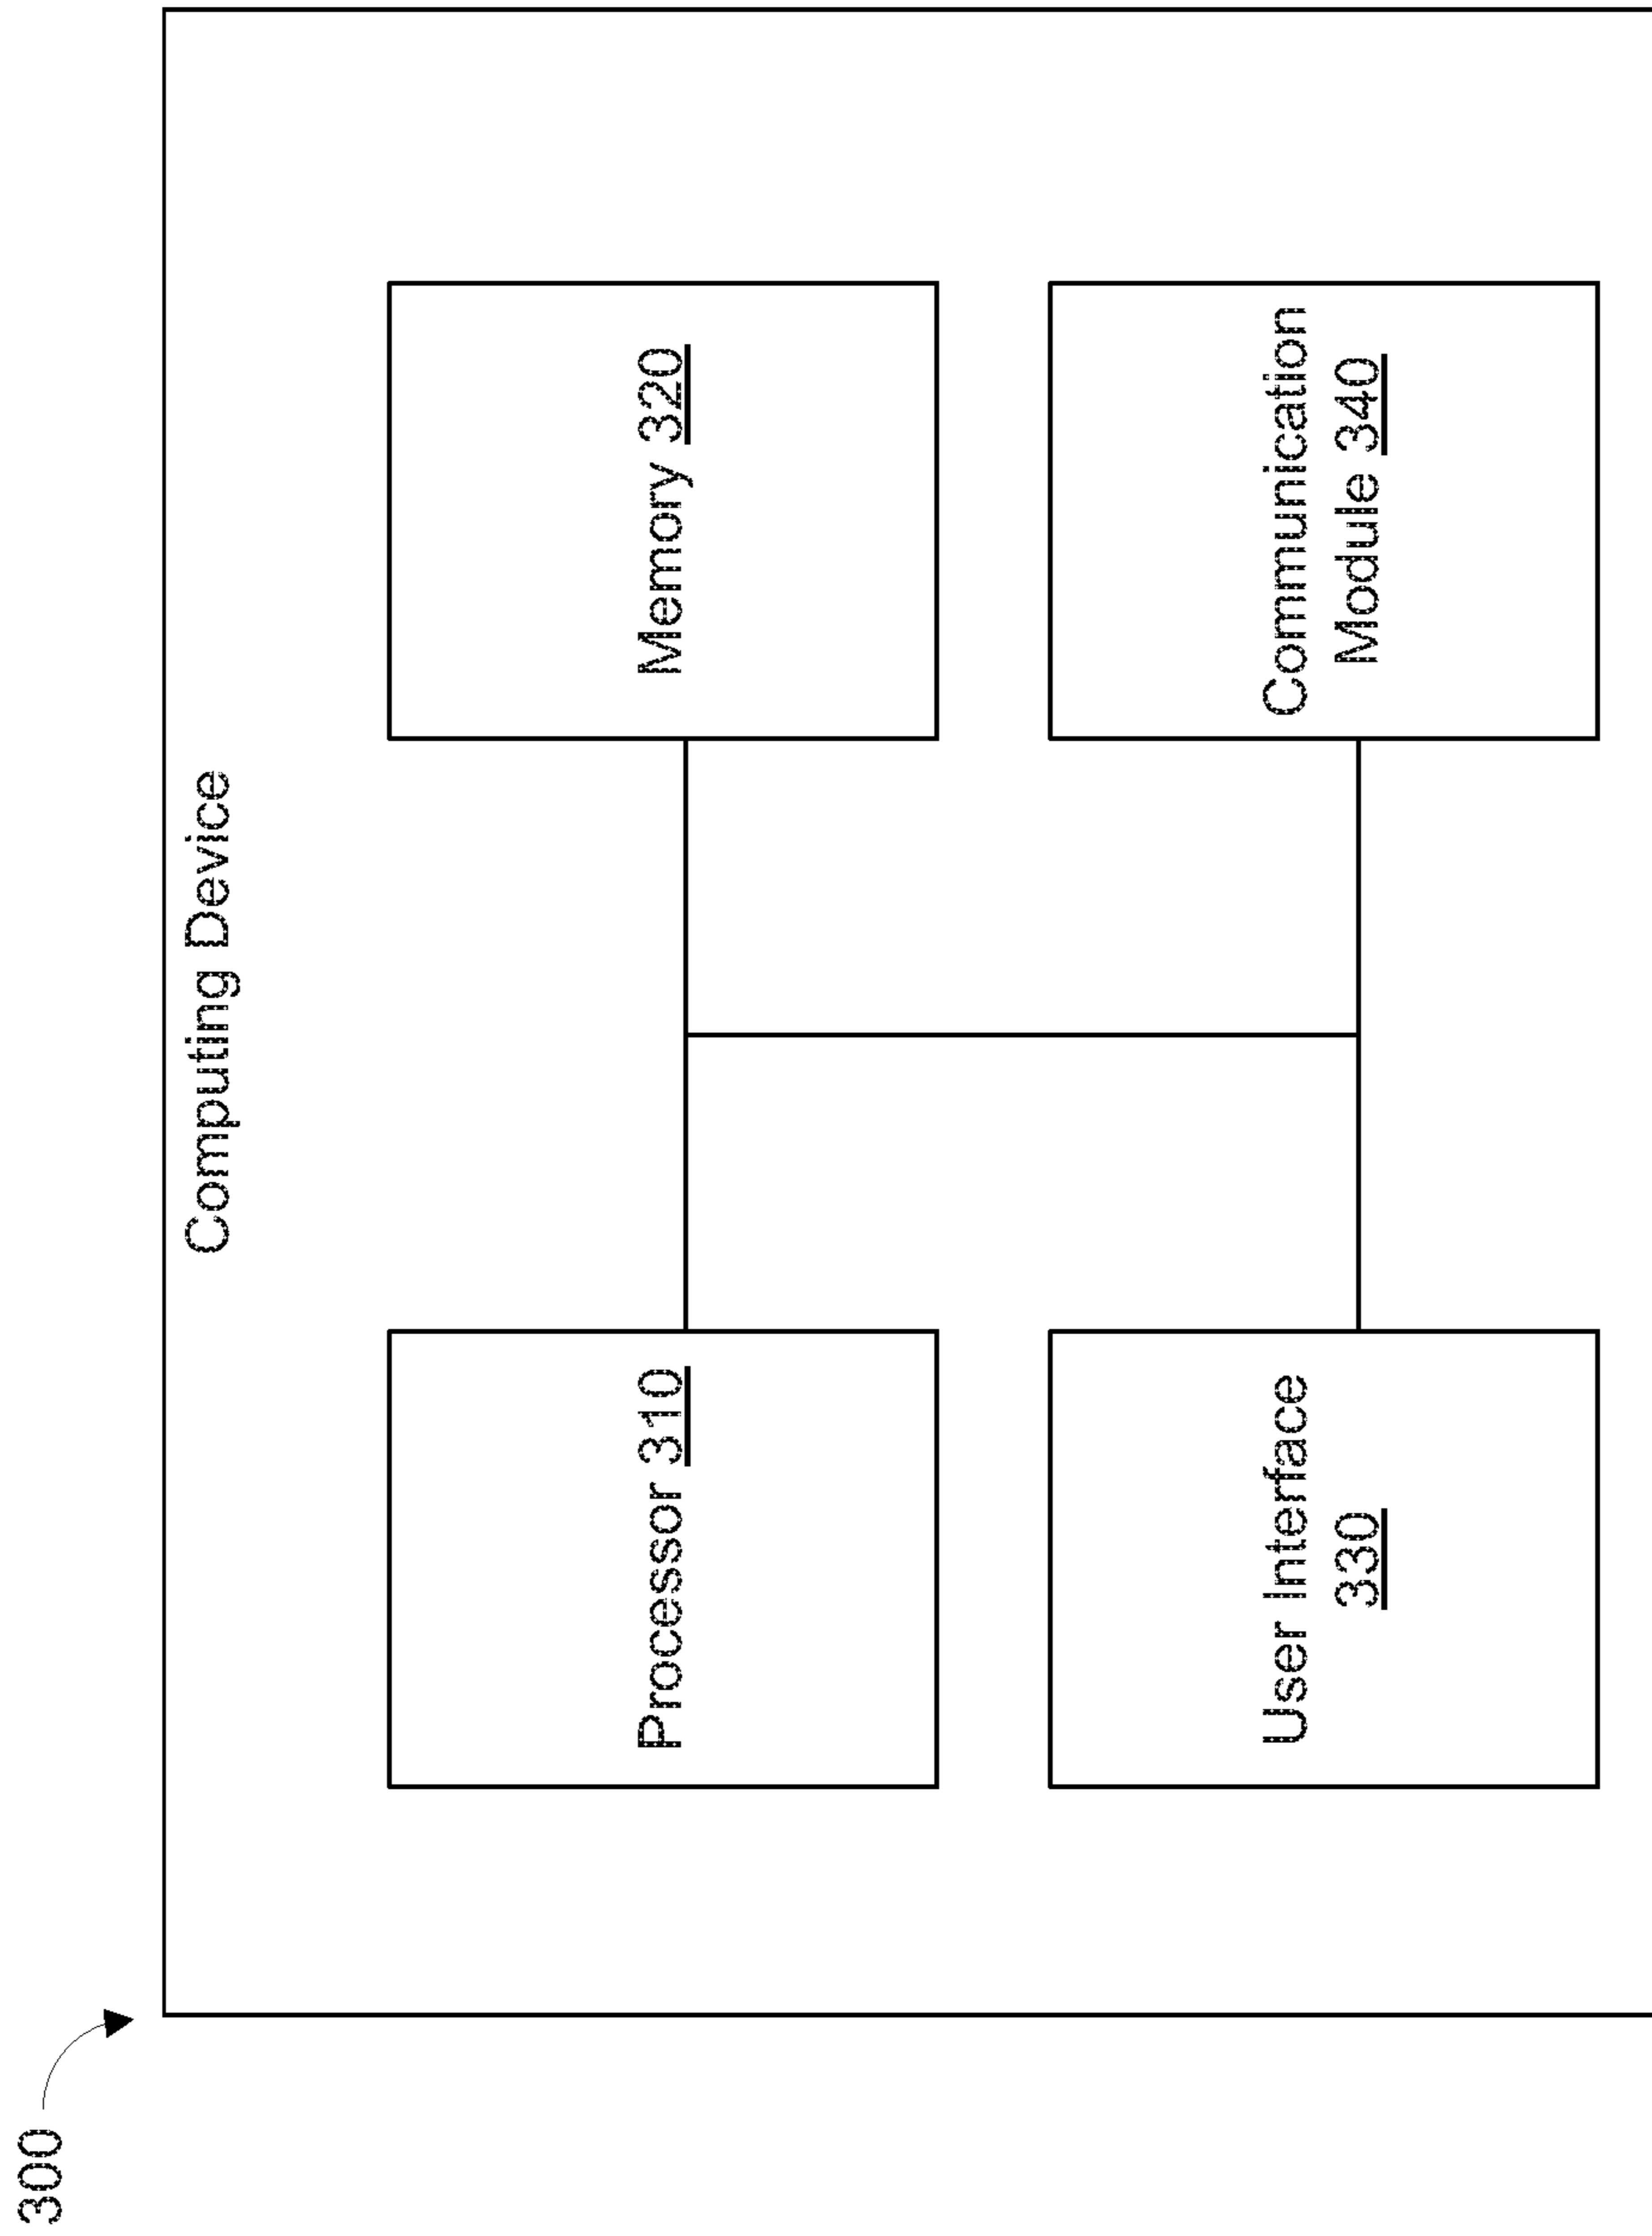 300
Computing Device
Processor 310
Memory 320
User Interface
330
Communication
Module 340